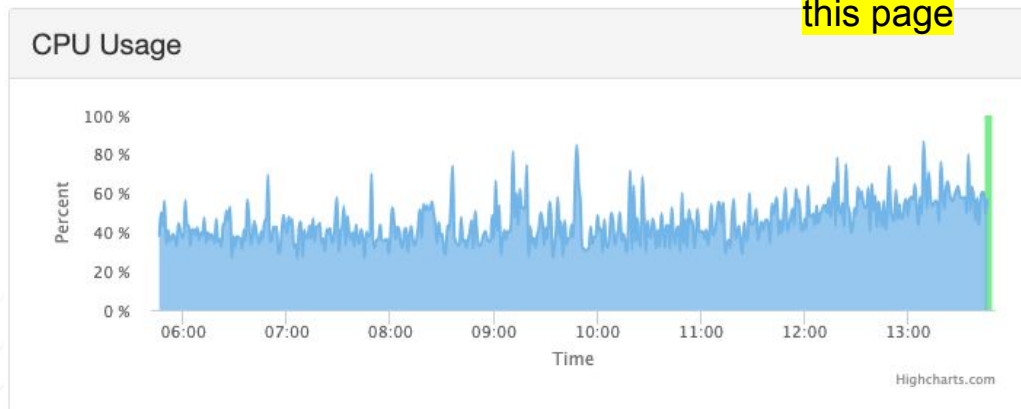 this page
CPU Usage
100 %
80 %
60 %
40 %
20 %
0 %
Percent
06:00 07:00 08:00 09:00 10:00 11:00 12:00 13:00
Time
Highcharts.com